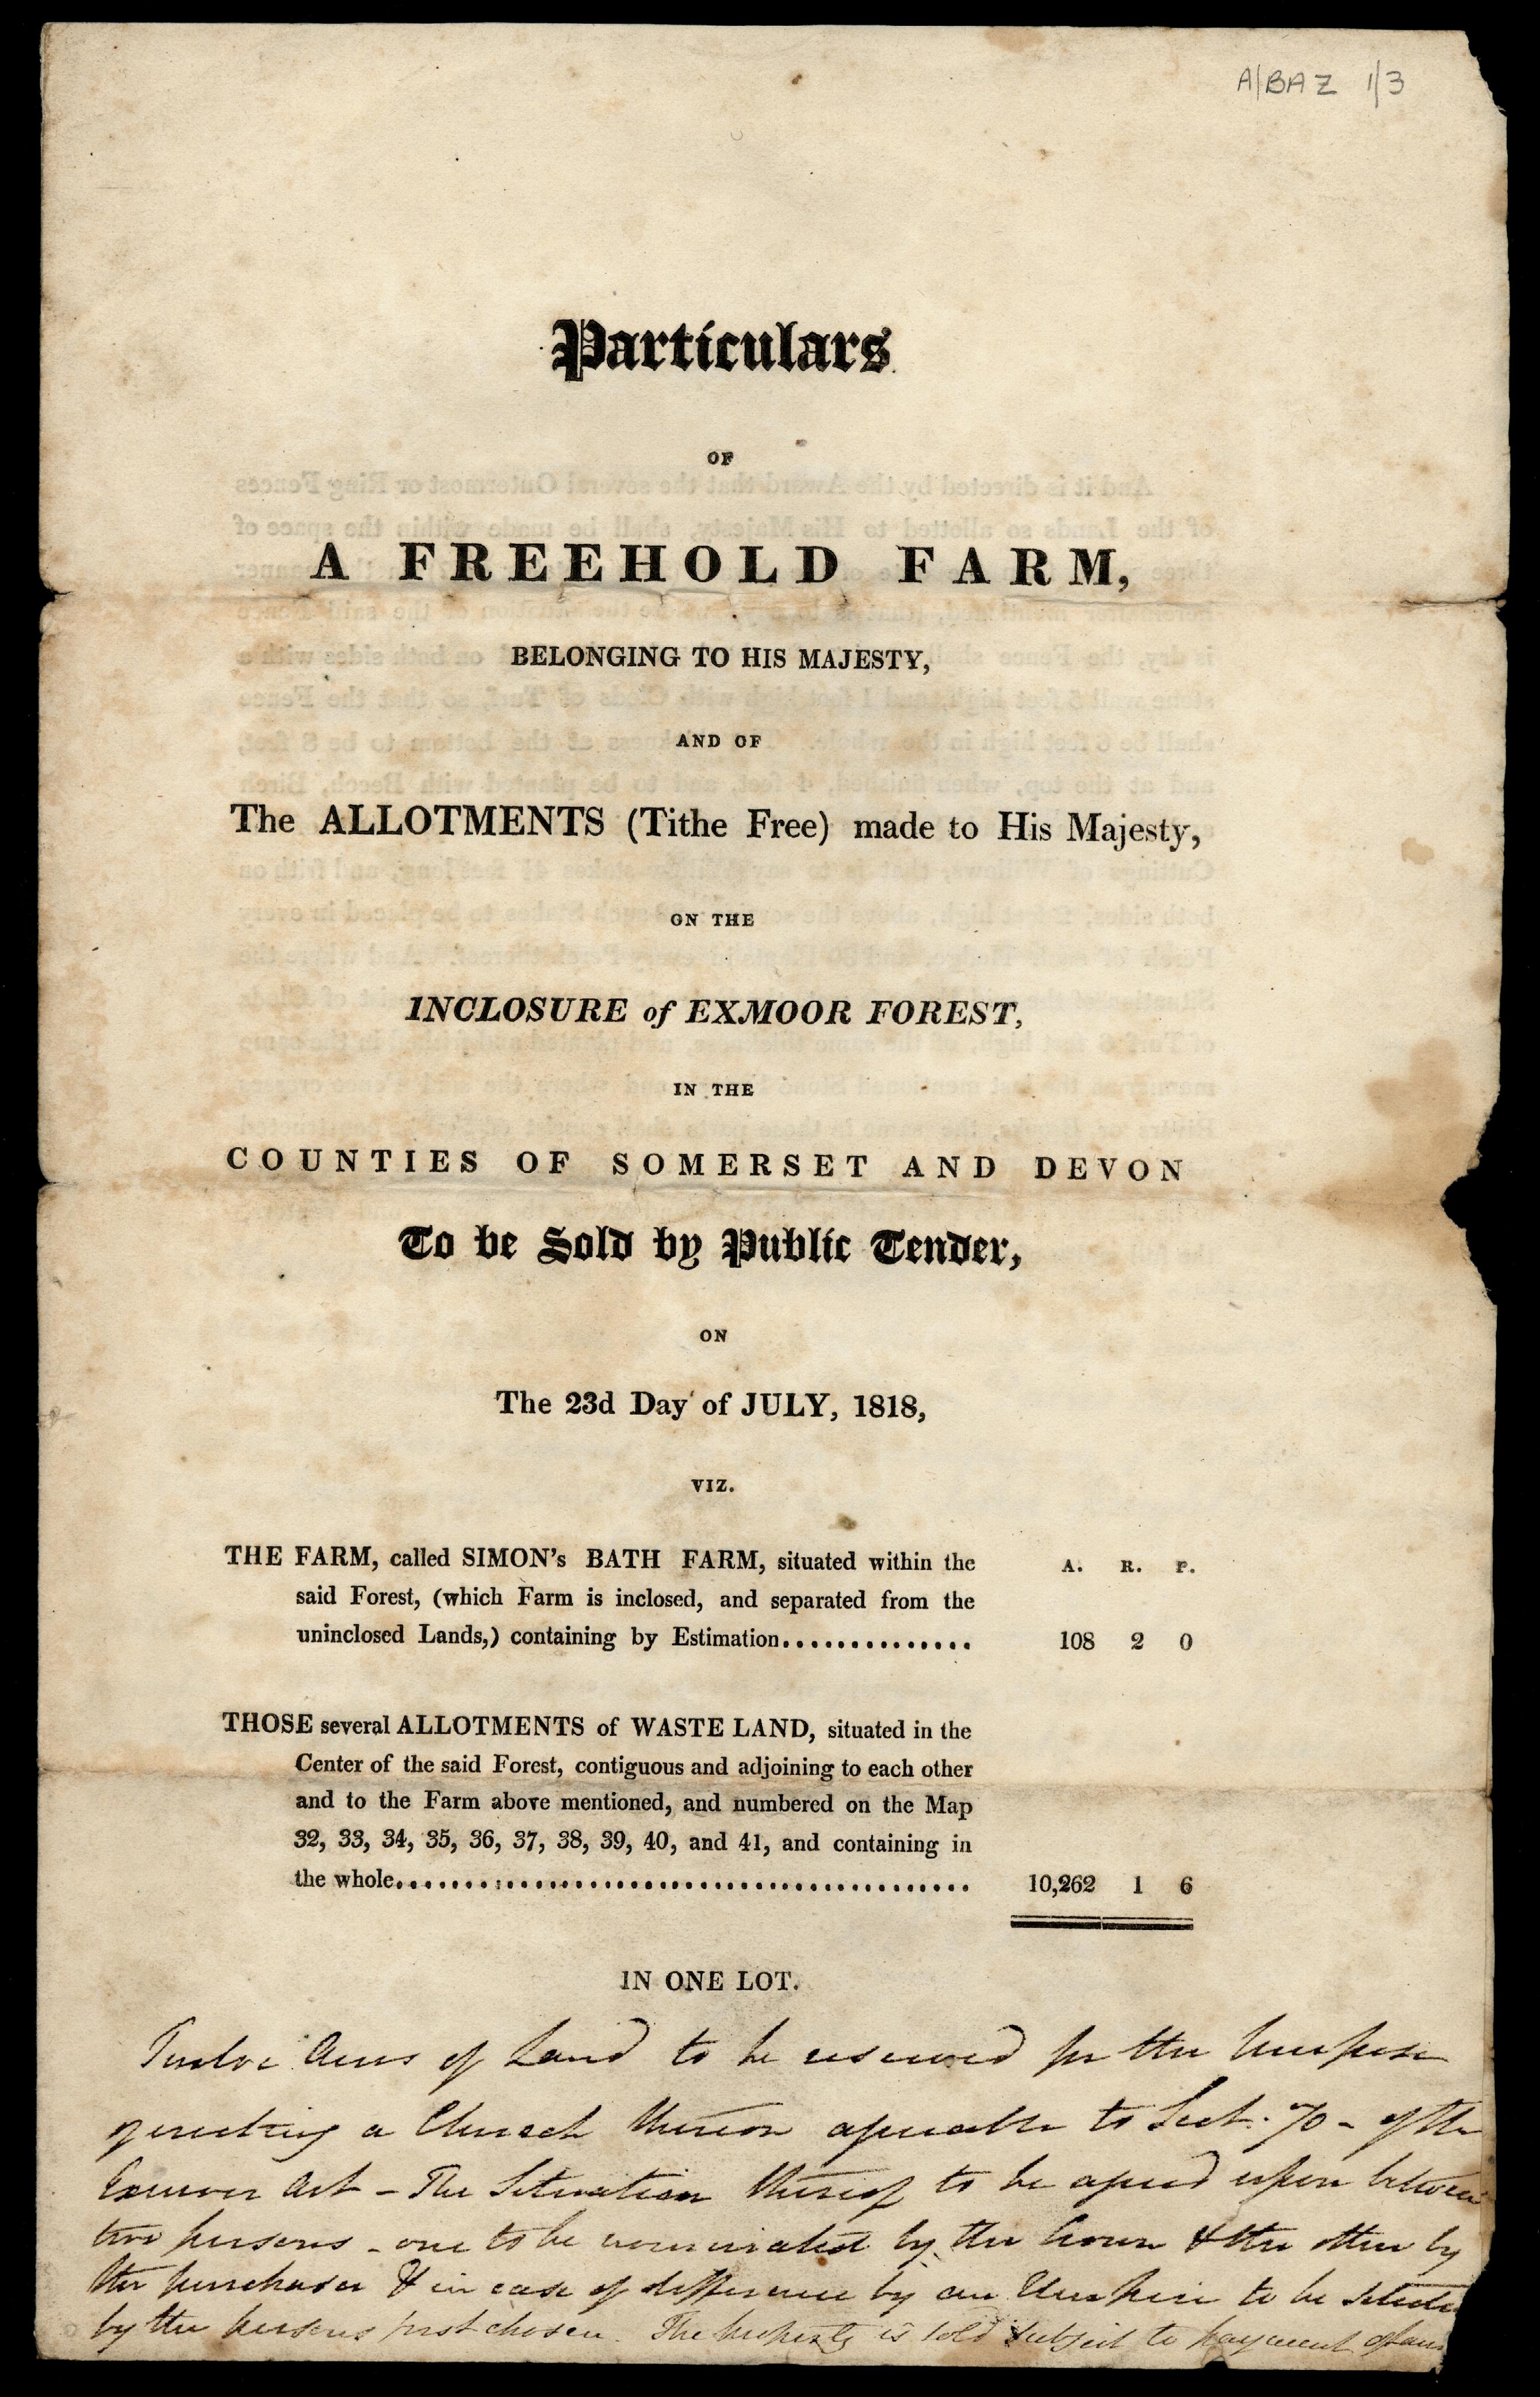 A/BAZ 1/3
Particulars
OF
A FREEHOLD FARM,
BELONGING TO HIS MAJESTY,
AND OF
The ALLOTMENTS (Tithe Free) made to His Majesty,
ON THE
INCLOSURE of EXMOOR FOREST,
IN THE
COUNTIES OF SOMERSET AND DEVON
To be Sold by Public Tender,
ON
The 23d Day of JULY, 1818,
VIZ.
THE FARM, called SIMON's BATH FARM, situated within the A. R. P.
said Forest, (which Farm is inclosed, and separated from the
uninclosed Lands,) containing by Estimation.............. 108 2 0
THOSE several ALLOTMENTS of WASTE LAND, situated in the
Center of the said Forest, contiguous and adjoining to each other
and to the Farm above mentioned, and numbered on the Map
32, 33, 34, 35, 36, 37, 38, 39, 40, and 41, and containing in
the whole.......................................... 10,262 1 6
IN ONE LOT.
Twelve Acres of Land to be reserved for the Purpose
of erecting a Church thereon agreeable to Sect. 70 - of the
Exmoor Act - The Situation thereof to be agreed upon between
two persons - one to be nominated by the Crown & the other by
the purchaser & in case of difference by an Umpire to be
by the persons first chosen. The property is sold subject to payment of